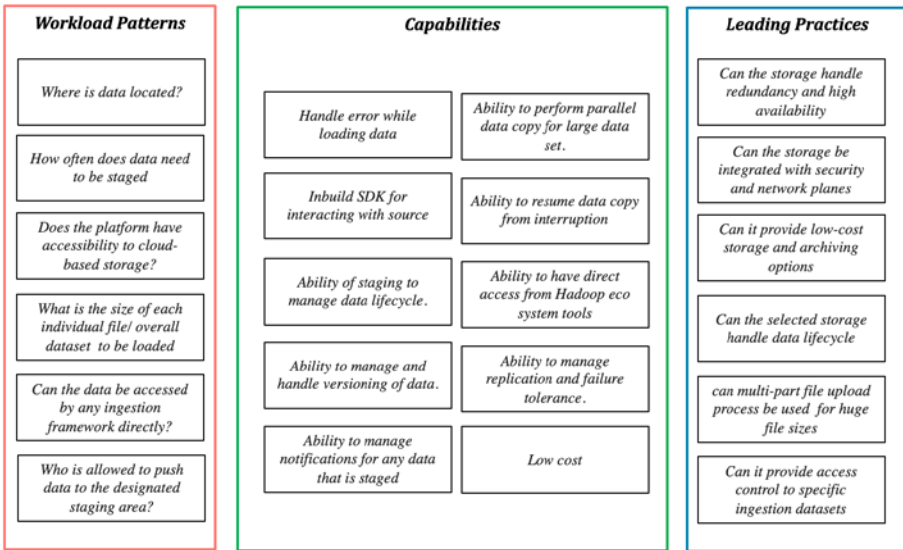 Workload Patterns
Where is data located?
How often does data need
to be staged
Does the platform have
accessibility to cloud-
based storage?
What is the size of each
individual file/ overall
dataset to be loaded
Can the data be accessed
by any ingestion
framework directly?
Who is allowed to push
data to the designated
staging area?
Capabilities
Handle error while
loading data
Ability to perform parallel
data copy for large data
set.
Inbuild SDK for
interacting with source
Ability to resume data copy
from interruption
Ability of staging to
manage data lifecycle.
Ability to have direct
access from Hadoop eco
system tools
Ability to manage and
handle versioning of data.
Ability to manage
replication and failure
tolerance.
Ability to manage
notifications for any data
that is staged
Low cost
Leading Practices
Can the storage handle
redundancy and high
availability
Can the storage be
integrated with security
and network planes
Can it provide low-cost
storage and archiving
options
Can the selected storage
handle data lifecycle
can multi-part file upload
process be used for huge
file sizes
Can it provide access
control to specific
ingestion datasets